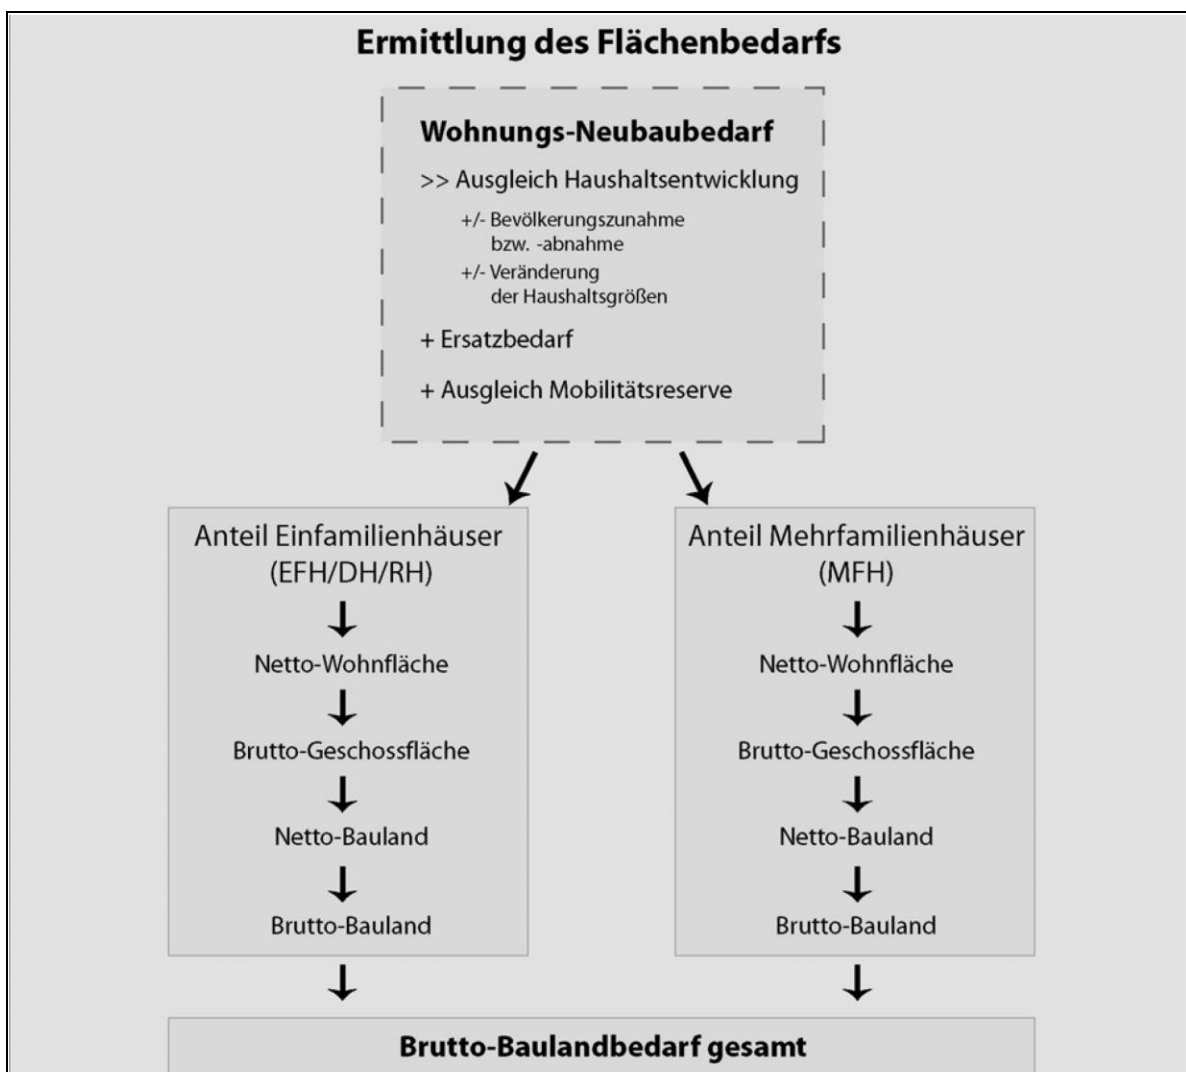 Ermittlung des Flächenbedarfs
Wohnungs-Neubaubedarf
>> Ausgleich Haushaltsentwicklung
+/- Bevölkerungszunahme
bzw. -abnahme
+/- Veränderung
der Haushaltsgrößen
+ Ersatzbedarf
+ Ausgleich Mobilitätsreserve
Anteil Einfamilienhäuser
(EFH/DH/RH)
Netto-Wohnfläche
Brutto-Geschossfläche
Netto-Bauland
Brutto-Bauland
Anteil Mehrfamilienhäuser
(MFH)
Netto-Wohnfläche
Brutto-Geschossfläche
Netto-Bauland
Brutto-Bauland
Brutto-Baulandbedarf gesamt